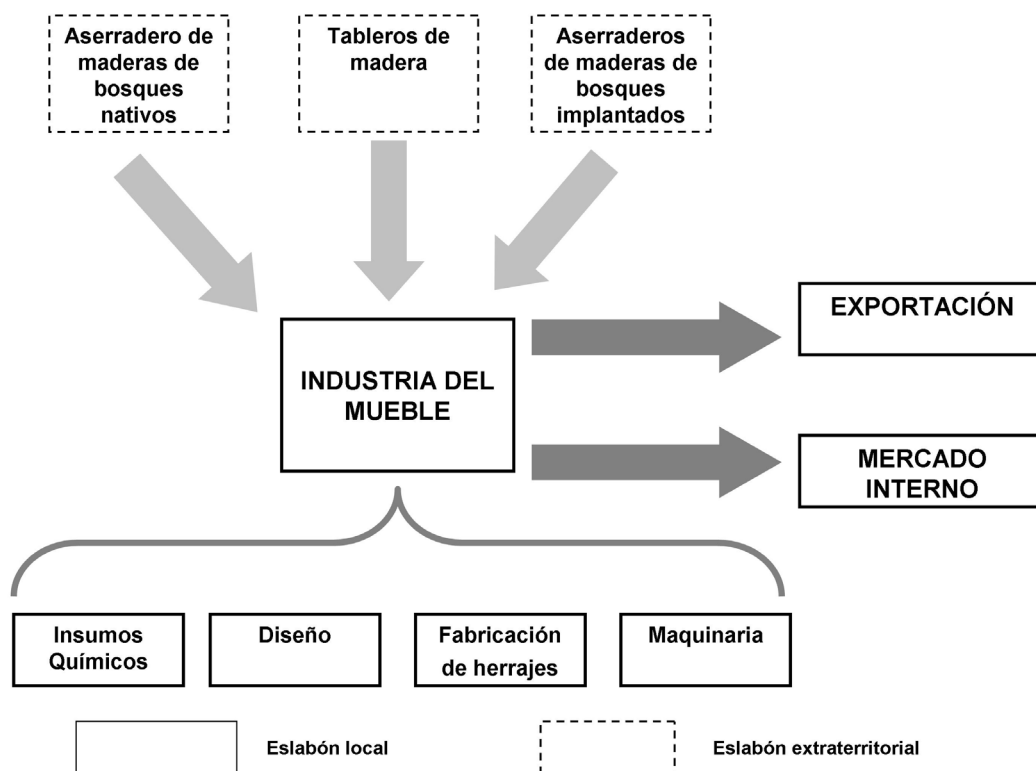 Aserradero de
maderas de
bosques
nativos
Tableros de
madera
Aserraderos
de maderas de
bosques
implantados
EXPORTACIÓN
INDUSTRIA DEL
MUEBLE
MERCADO
INTERNO
Insumos
Químicos
Diseño
Fabricación
de herrajes
Maquinaria
Eslabón local
Eslabón extraterritorial